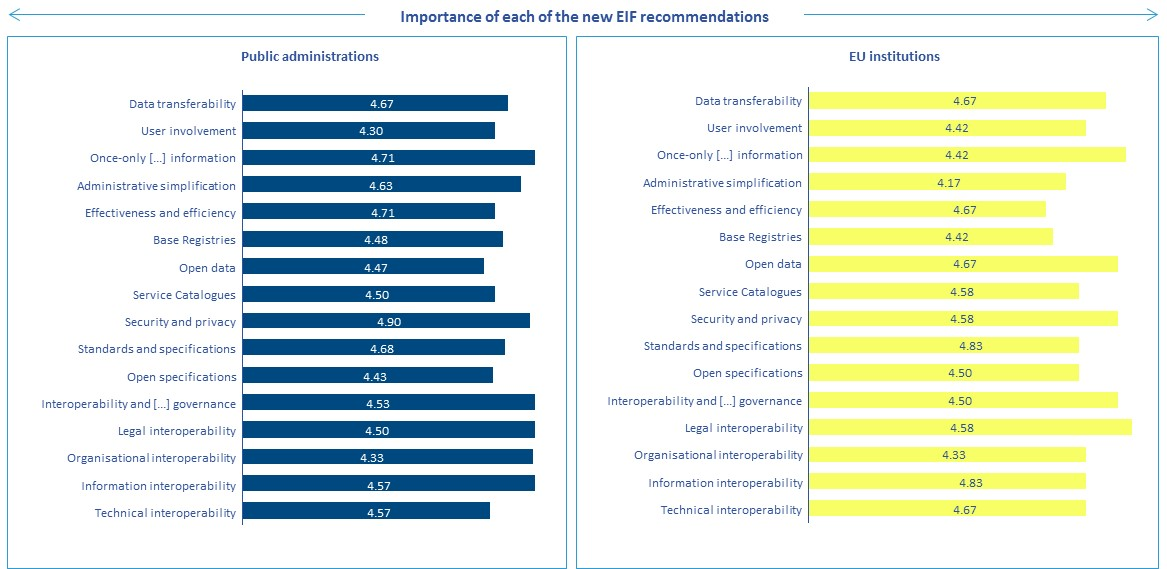 Importance of each of the new EIF recommendations
Public administrations
Data transferability 4.67
User involvement 4.30
Once-only [...] information 4.71
Administrative simplification 4.63
Effectiveness and efficiency 4.71
Base Registries 4.48
Open data 4.47
Service Catalogues 4.50
Security and privacy 4.90
Standards and specifications 4.68
Open specifications 4.43
Interoperability and [...] governance 4.53
Legal interoperability 4.50
Organisational interoperability 4.33
Information interoperability 4.57
Technical interoperability 4.57
EU institutions
Data transferability 4.67
User involvement 4.42
Once-only [...] information 4.42
Administrative simplification 4.17
Effectiveness and efficiency 4.67
Base Registries 4.42
Open data 4.67
Service Catalogues 4.58
Security and privacy 4.58
Standards and specifications 4.83
Open specifications 4.50
Interoperability and [...] governance 4.50
Legal interoperability 4.58
Organisational interoperability 4.33
Information interoperability 4.83
Technical interoperability 4.67